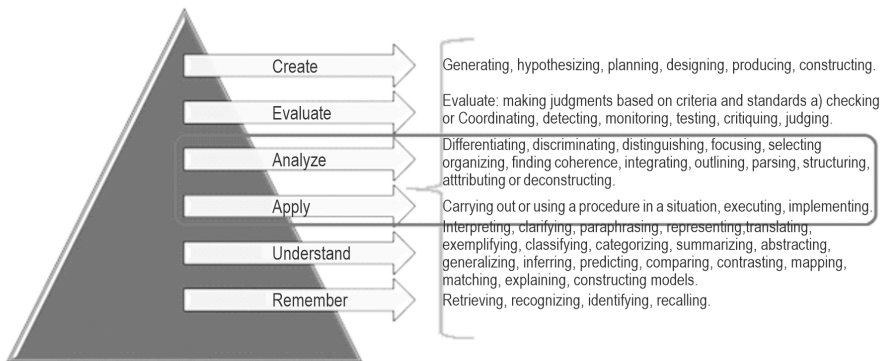 Create
Generating, hypothesizing, planning, designing, producing, constructing.
Evaluate
Evaluate: making judgments based on criteria and standards a) checking
or Coordinating, detecting, monitoring, testing, critiquing, judging.
Analyze
Differentiating, discriminating, distinguishing, focusing, selecting
organizing, finding coherence, integrating, outlining, parsing, structuring,
atttributing or deconstructing.
Apply
Carrying out or using a procedure in a situation, executing, implementing.
Understand
Interpreting, clarifying, paraphrasing, representing,translating,
exemplifying, classifying, categorizing, summarizing, abstracting,
generalizing, inferring, predicting, comparing, contrasting, mapping,
matching, explaining, constructing models.
Remember
Retrieving, recognizing, identifying, recalling.